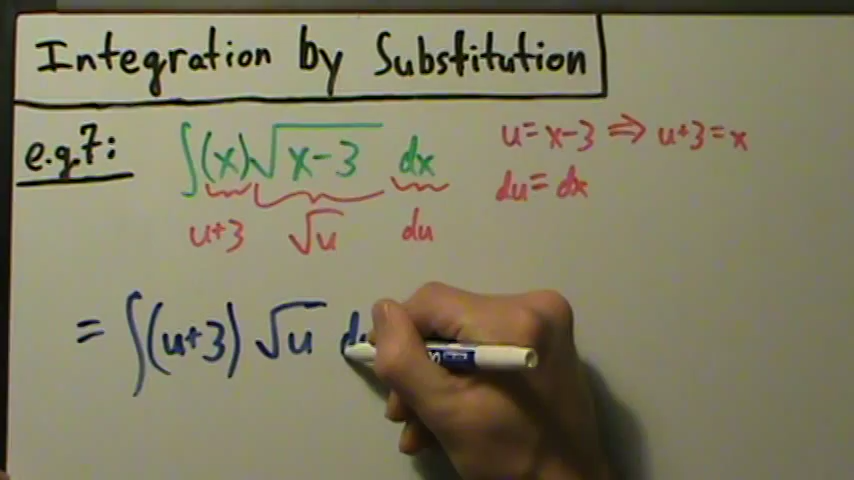 Integration by Substitution
e.g.7: ∫(x)√(x-3) dx u=x-3 ⇒ u+3=x
du=dx
u+3 √u du
= ∫(u+3) √u